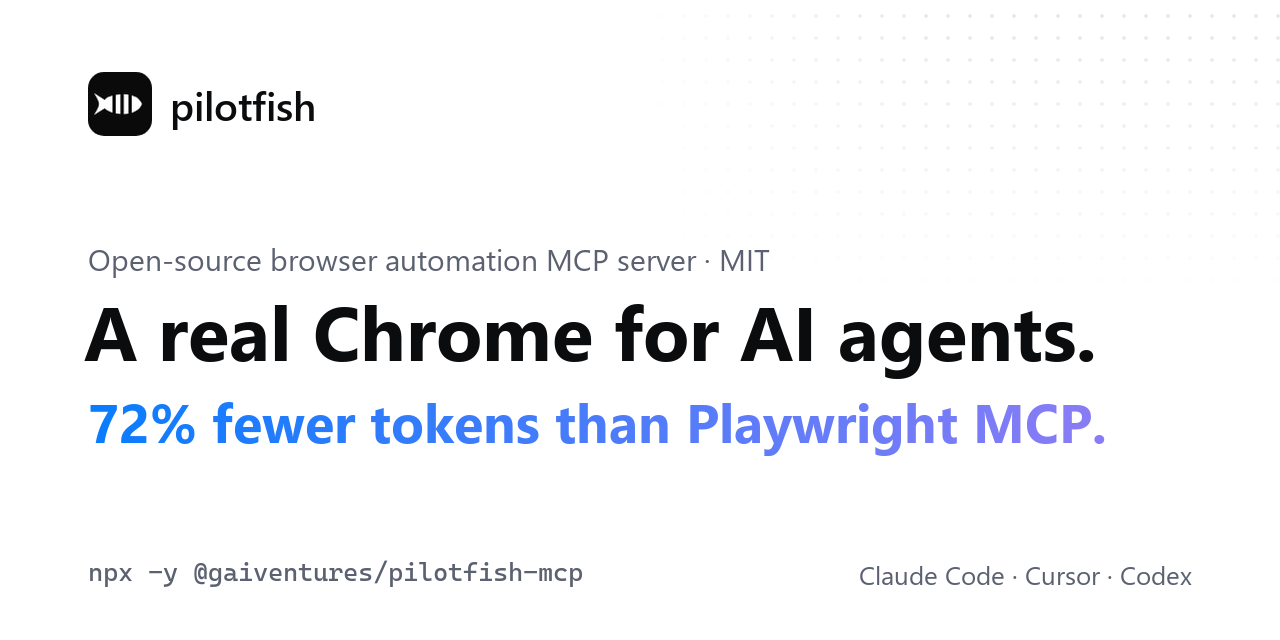 pilotfish
Open-source browser automation MCP server · MIT
A real Chrome for AI agents.
72% fewer tokens than Playwright MCP.
npx -y @gaiventures/pilotfish-mcp
Claude Code · Cursor · Codex